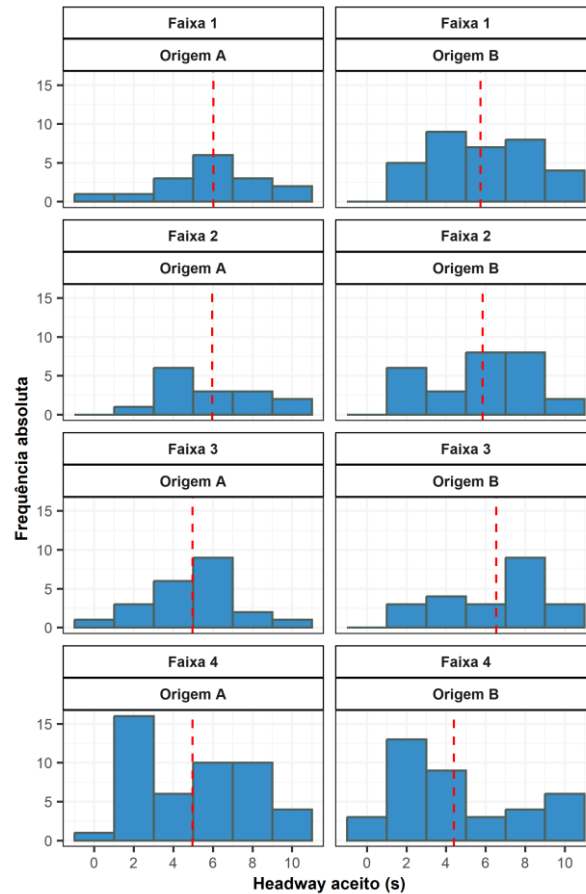 Faixa 1 Faixa 1
Origem A Origem B
15
10
5
0
Faixa 2 Faixa 2
Origem A Origem B
15
10
5
0
Frequência absoluta
Faixa 3 Faixa 3
Origem A Origem B
15
10
5
0
Faixa 4 Faixa 4
Origem A Origem B
15
10
5
0
0 2 4 6 8 10 0 2 4 6 8 10
Headway aceito (s)